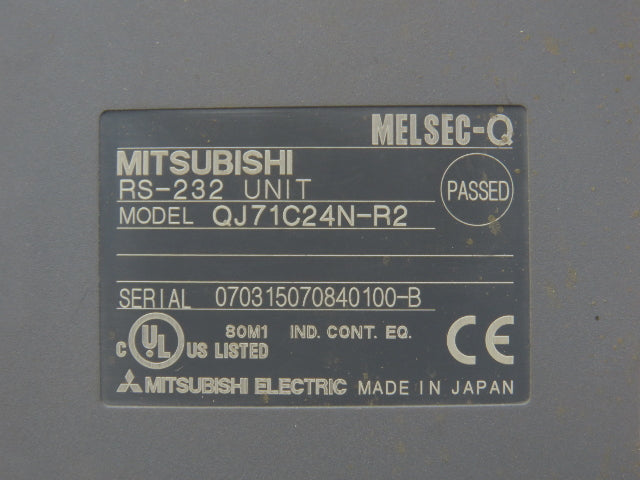 MELSEC-Q
MITSUBISHI
RS-232 UNIT
PASSED
MODEL QJ71C24N-R2
SERIAL 070315070840100-B
C UL US LISTED 80M1 IND. CONT. EQ.
CE
MITSUBISHI ELECTRIC MADE IN JAPAN